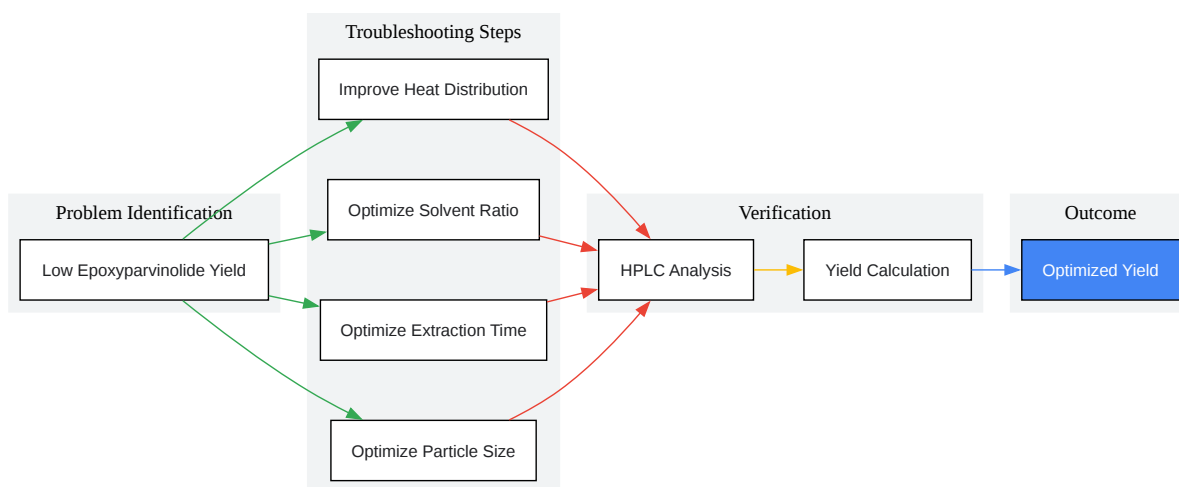 Troubleshooting Steps
Improve Heat Distribution
Optimize Solvent Ratio
Optimize Extraction Time
Optimize Particle Size
Problem Identification
Low Epoxyparvinolide Yield
Verification
HPLC Analysis
Yield Calculation
Outcome
Optimized Yield